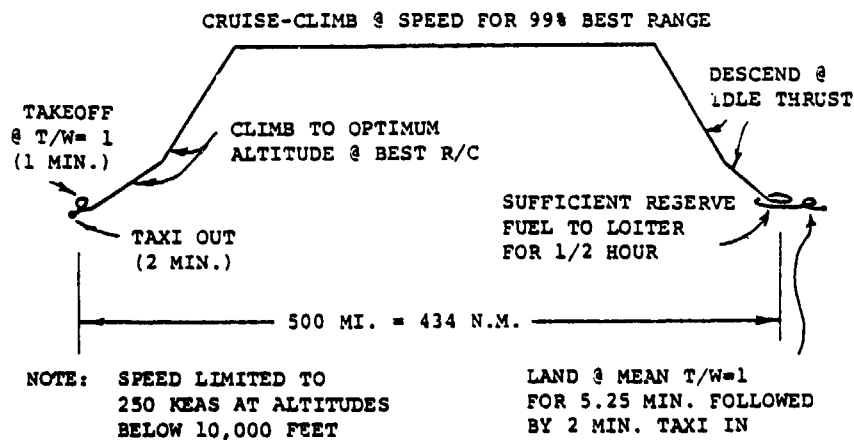 CRUISE-CLIMB @ SPEED FOR 99% BEST RANGE
TAKEOFF
@ T/W= 1
(1 MIN.)
CLIMB TO OPTIMUM
ALTITUDE @ BEST R/C
DESCEND @
IDLE THRUST
TAXI OUT
(2 MIN.)
SUFFICIENT RESERVE
FUEL TO LOITER
FOR 1/2 HOUR
500 MI. = 434 N.M.
NOTE: SPEED LIMITED TO
250 KEAS AT ALTITUDES
BELOW 10,000 FEET
LAND @ MEAN T/W=1
FOR 5.25 MIN. FOLLOWED
BY 2 MIN. TAXI IN